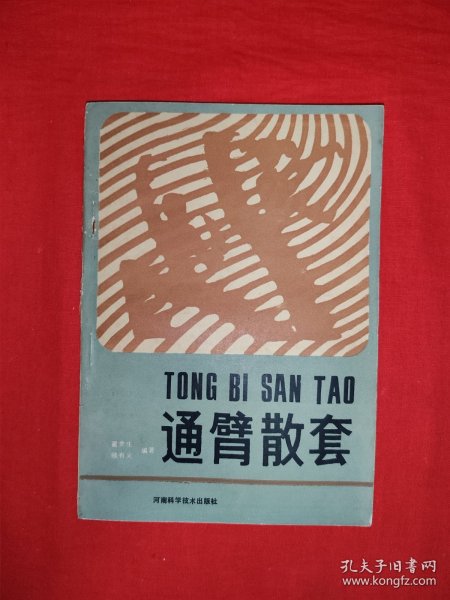 TONG BI SAN TAO
通臂散套
编著
河南科学技术出版社
孔夫子旧书网
www.kongfz.com